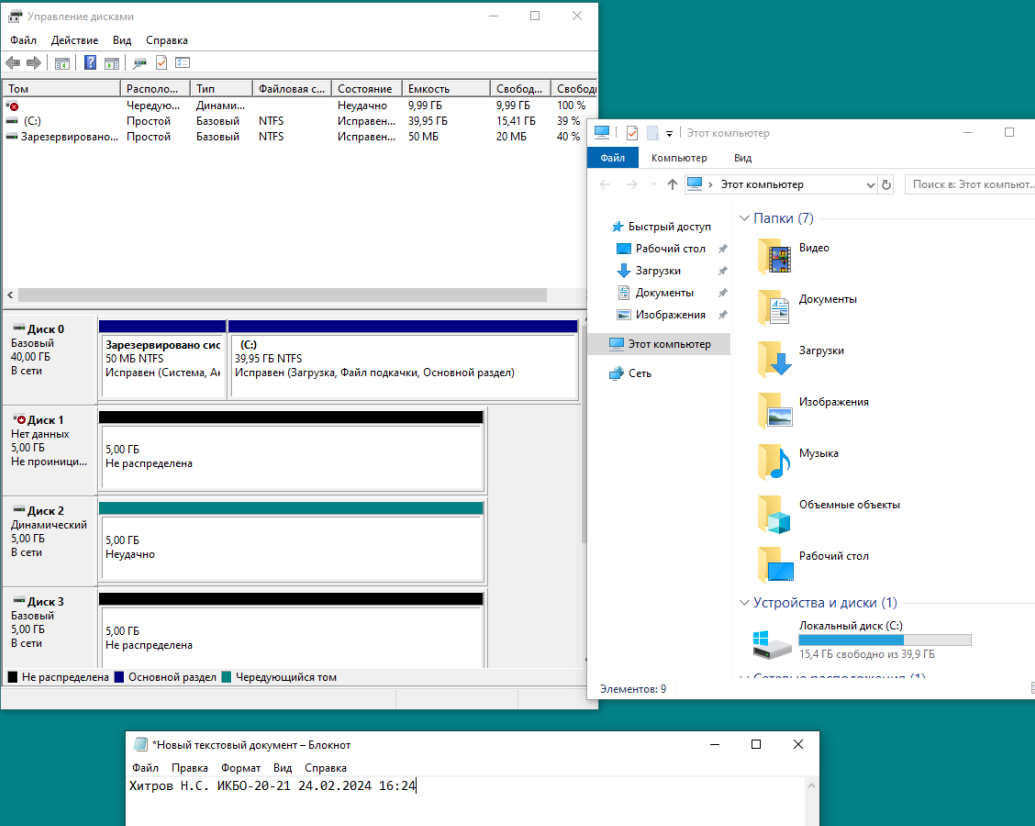 Управление дисками
Файл Действие Вид Справка
Том Располо... Тип Файловая с... Состояние Емкость Свобод... Свобод
Чередую... Динами... Неудачно 9,99 ГБ 9,99 ГБ 100 %
(C:) Простой Базовый NTFS Исправен... 39,95 ГБ 15,41 ГБ 39 %
Зарезервировано... Простой Базовый NTFS Исправен... 50 МБ 20 МБ 40 %
Диск 0
Базовый
40,00 ГБ
В сети
Зарезервировано сис
50 МБ NTFS
Исправен (Система, Ак
(C:)
39,95 ГБ NTFS
Исправен (Загрузка, Файл подкачки, Основной раздел)
Диск 1
Нет данных
5,00 ГБ
Не проиници...
5,00 ГБ
Не распределена
Диск 2
Динамический
5,00 ГБ
В сети
5,00 ГБ
Неудачно
Диск 3
Базовый
5,00 ГБ
В сети
5,00 ГБ
Не распределена
Не распределена Основной раздел Чередующийся том
Этот компьютер
Файл Компьютер Вид
Этот компьютер
Поиск в: Этот компьют...
Быстрый доступ
Рабочий стол
Загрузки
Документы
Изображения
Этот компьютер
Сеть
Папки (7)
Видео
Документы
Загрузки
Изображения
Музыка
Объемные объекты
Рабочий стол
Устройства и диски (1)
Локальный диск (C:)
15,4 ГБ свободно из 39,9 ГБ
Сетевые расположения (1)
Элементов: 9
*Новый текстовый документ – Блокнот
Файл Правка Формат Вид Справка
Хитров Н.С. ИКБО-20-21 24.02.2024 16:24